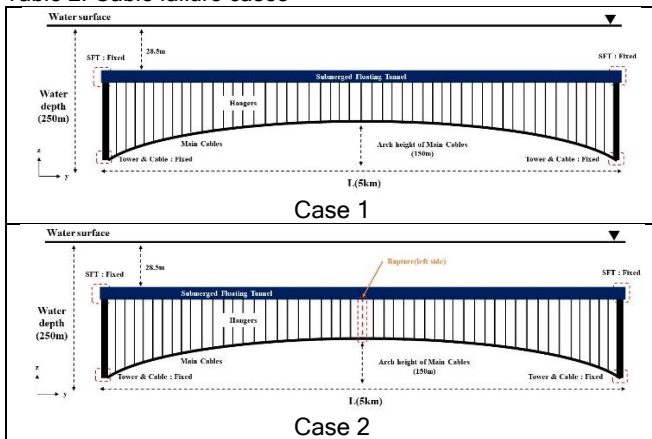 Table 2. Cable failure cases
Water surface
28.5m
SFT : Fixed
SFT : Fixed
Submerged Floating Tunnel
Water
depth
(250m)
Hangers
Main Cables
Arch height of Main Cables
(150m)
z
y
Tower & Cable : Fixed
Tower & Cable : Fixed
L(5km)
Case 1
Water surface
Rupture(left side)
28.5m
SFT : Fixed
SFT : Fixed
Submerged Floating Tunnel
Water
depth
(250m)
Hangers
Main Cables
Arch height of Main Cables
(150m)
z
y
Tower & Cable : Fixed
Tower & Cable : Fixed
L(5km)
Case 2